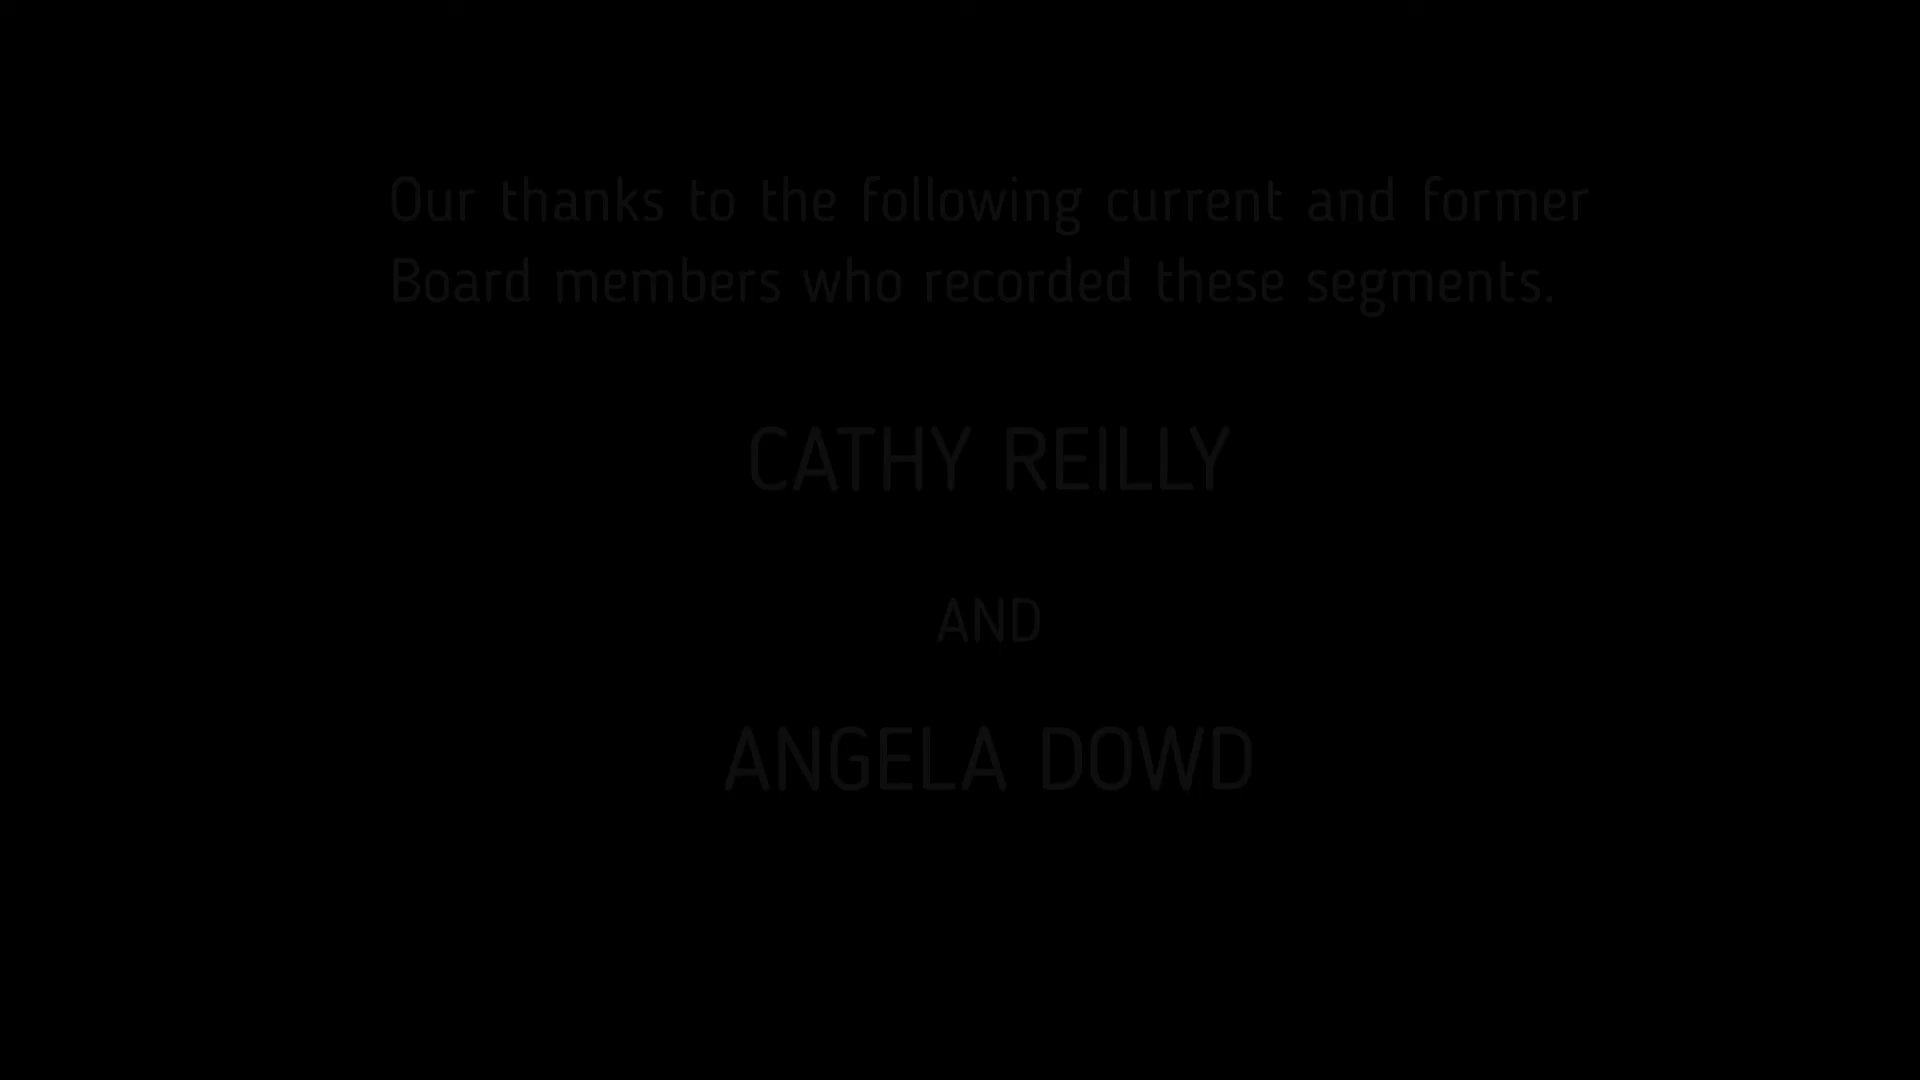 Our thanks to the following current and former
Board members who recorded these segments.
CATHY REILLY
AND
ANGELA DOWD